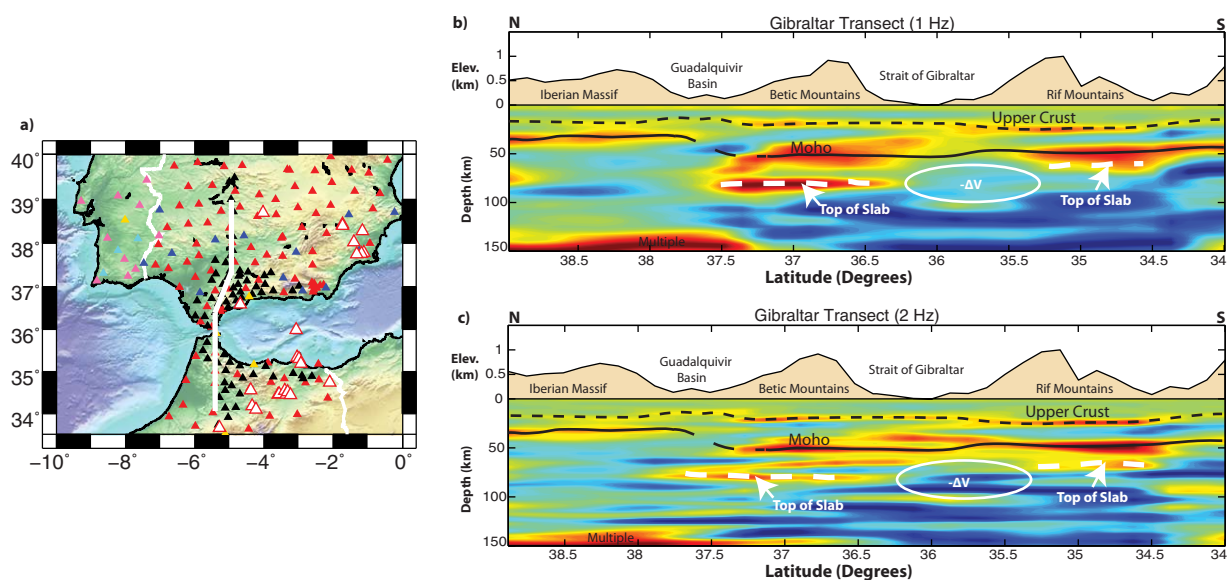 a)
40˚
39˚
38˚
37˚
36˚
35˚
34˚
−10˚ −8˚ −6˚ −4˚ −2˚ 0˚
b) N Gibraltar Transect (1 Hz) S
Elev. (km)
1
0.5
0
Iberian Massif
Guadalquivir Basin
Betic Mountains
Strait of Gibraltar
Rif Mountains
Upper Crust
Moho
-ΔV
Top of Slab
Top of Slab
Multiple
Depth (km)
50
100
150
38 37 36 35 34.5 34
38.5 37.5 36.5 35.5
Latitude (Degrees)
c) N Gibraltar Transect (2 Hz) S
Elev. (km)
1
0.5
0
Iberian Massif
Guadalquivir Basin
Betic Mountains
Strait of Gibraltar
Rif Mountains
Upper Crust
Moho
-ΔV
Top of Slab
Top of Slab
Multiple
Depth (km)
50
100
150
38.5 38 37.5 37 36.5 36 35.5 35 34.5 34
Latitude (Degrees)